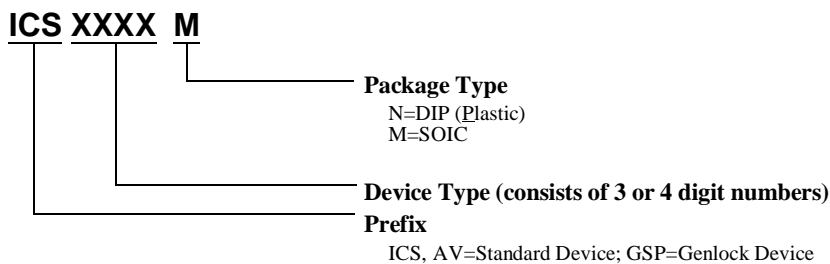 ICS XXXX M
Package Type
N=DIP (Plastic)
M=SOIC
Device Type (consists of 3 or 4 digit numbers)
Prefix
ICS, AV=Standard Device; GSP=Genlock Device